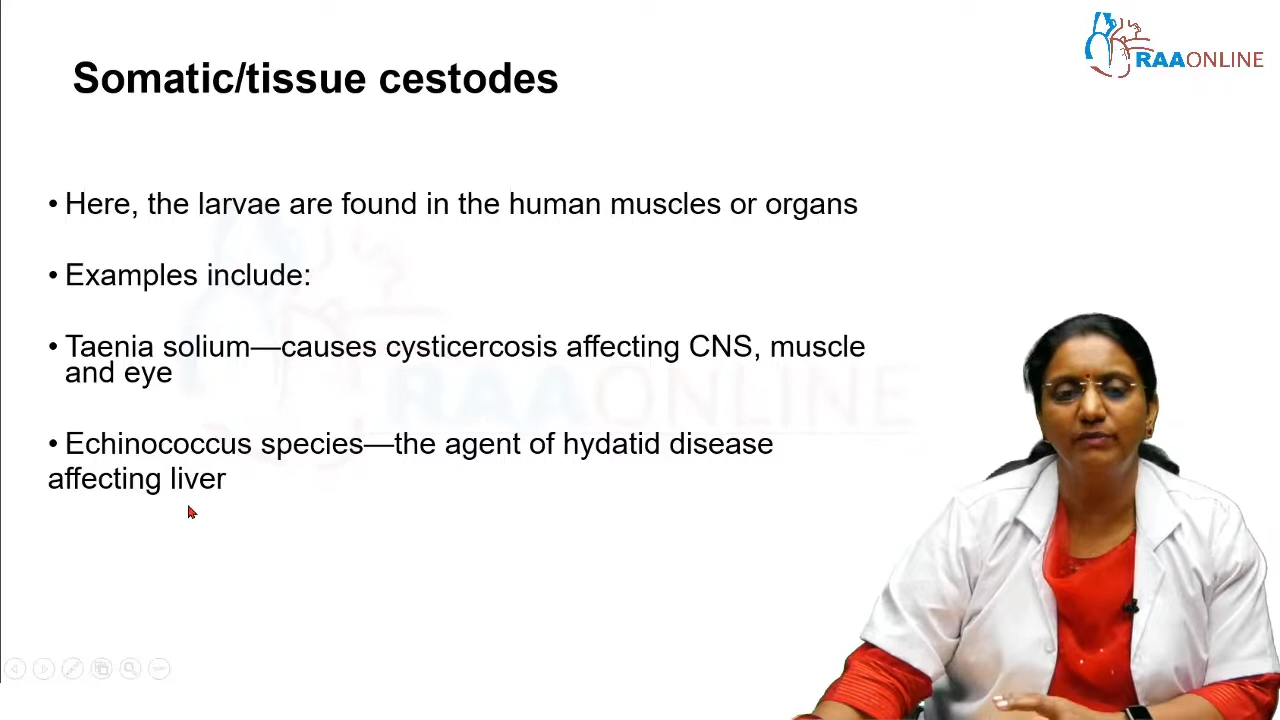 RAAONLINE
Somatic/tissue cestodes
• Here, the larvae are found in the human muscles or organs
• Examples include:
• Taenia solium—causes cysticercosis affecting CNS, muscle
and eye
RAAONLINE
• Echinococcus species—the agent of hydatid disease
affecting liver